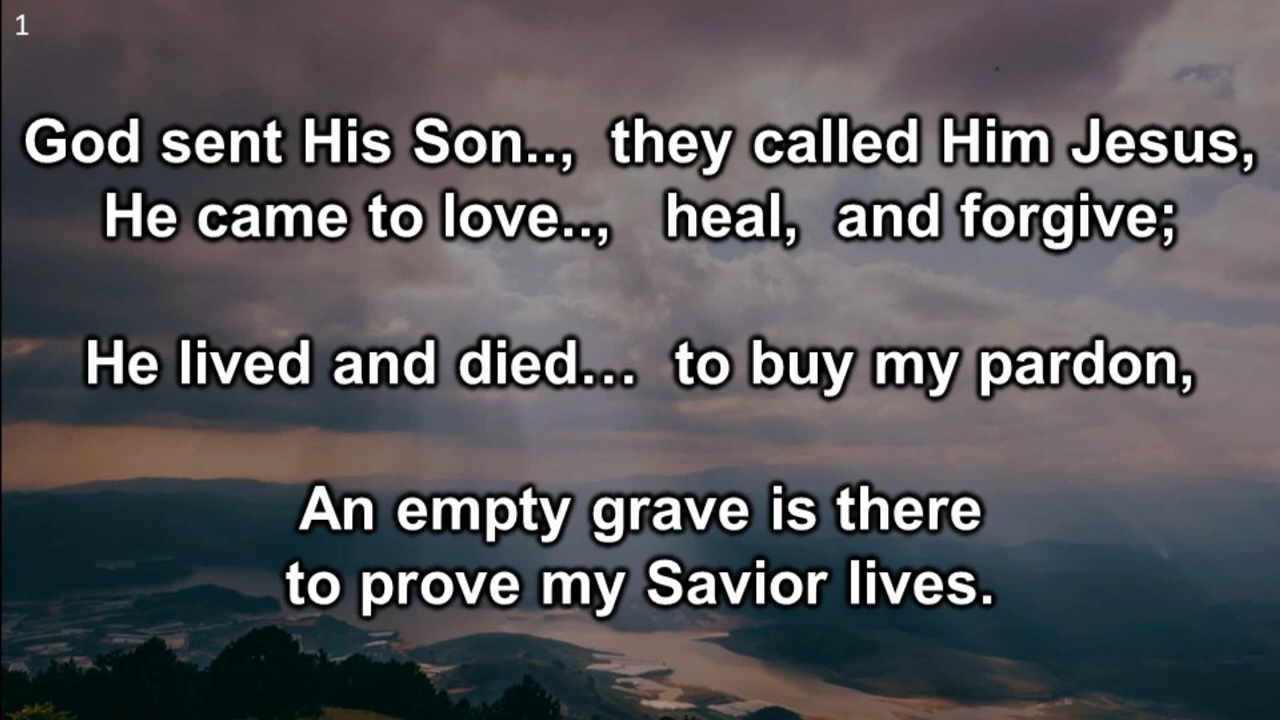 1
God sent His Son..,  they called Him Jesus,
He came to love..,   heal,  and forgive;
He lived and died…  to buy my pardon,
An empty grave is there
to prove my Savior lives.